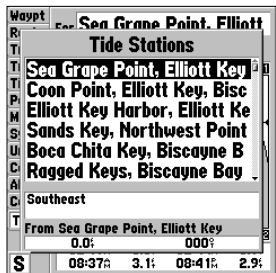 Waypt
Sea Grape Point, Elliott
Tide Stations
Sea Grape Point, Elliott Key
Coon Point, Elliott Key, Bisc
Elliott Key Harbor, Elliott Ke
Sands Key, Northwest Point
Boca Chita Key, Biscayne B
Ragged Keys, Biscayne Bay
Southeast
From Sea Grape Point, Elliott Key
0.0 000°
S 08:37 3.1 08:41 2.9